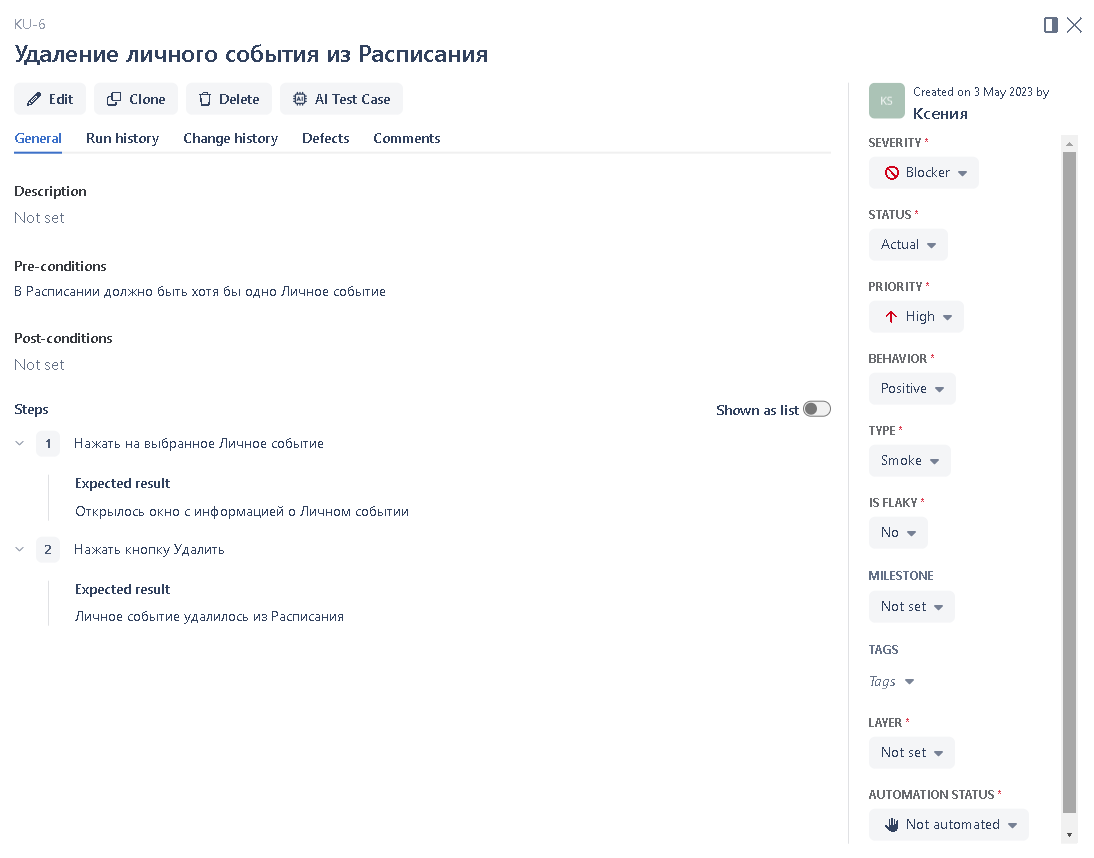 KU-6
Удаление личного события из Расписания
Edit
Clone
Delete
AI Test Case
General
Run history
Change history
Defects
Comments
Description
Not set
Pre-conditions
В Расписании должно быть хотя бы одно Личное событие
Post-conditions
Not set
Steps
Shown as list
1 Нажать на выбранное Личное событие
Expected result
Открылось окно с информацией о Личном событии
2 Нажать кнопку Удалить
Expected result
Личное событие удалилось из Расписания
KS
Created on 3 May 2023 by
Ксения
SEVERITY *
Blocker
STATUS *
Actual
PRIORITY *
High
BEHAVIOR *
Positive
TYPE *
Smoke
IS FLAKY *
No
MILESTONE
Not set
TAGS
Tags
LAYER *
Not set
AUTOMATION STATUS *
Not automated